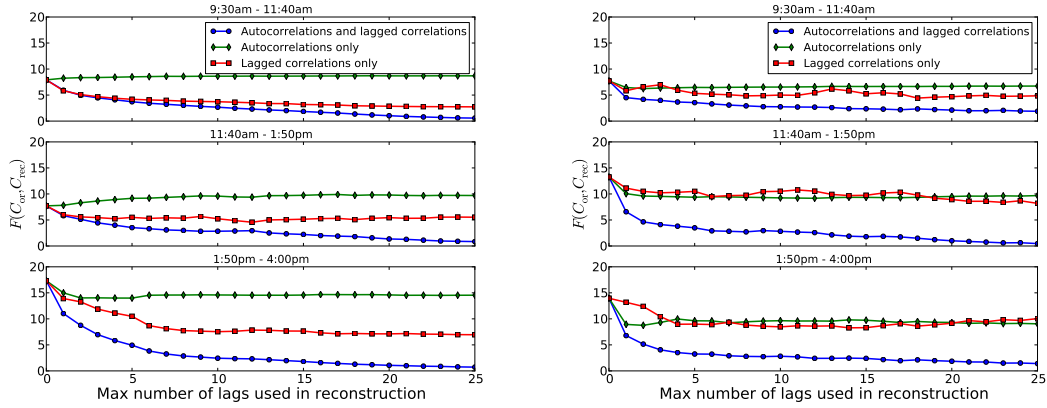 9:30am - 11:40am
20
15
10
5
0
Autocorrelations and lagged correlations
Autocorrelations only
Lagged correlations only
11:40am - 1:50pm
20
15
10
5
0
F(C_or, C_rec)
1:50pm - 4:00pm
20
15
10
5
0
0 5 10 15 20 25
Max number of lags used in reconstruction
9:30am - 11:40am
20
15
10
5
0
Autocorrelations and lagged correlations
Autocorrelations only
Lagged correlations only
11:40am - 1:50pm
20
15
10
5
0
F(C_or, C_rec)
1:50pm - 4:00pm
20
15
10
5
0
0 5 10 15 20 25
Max number of lags used in reconstruction